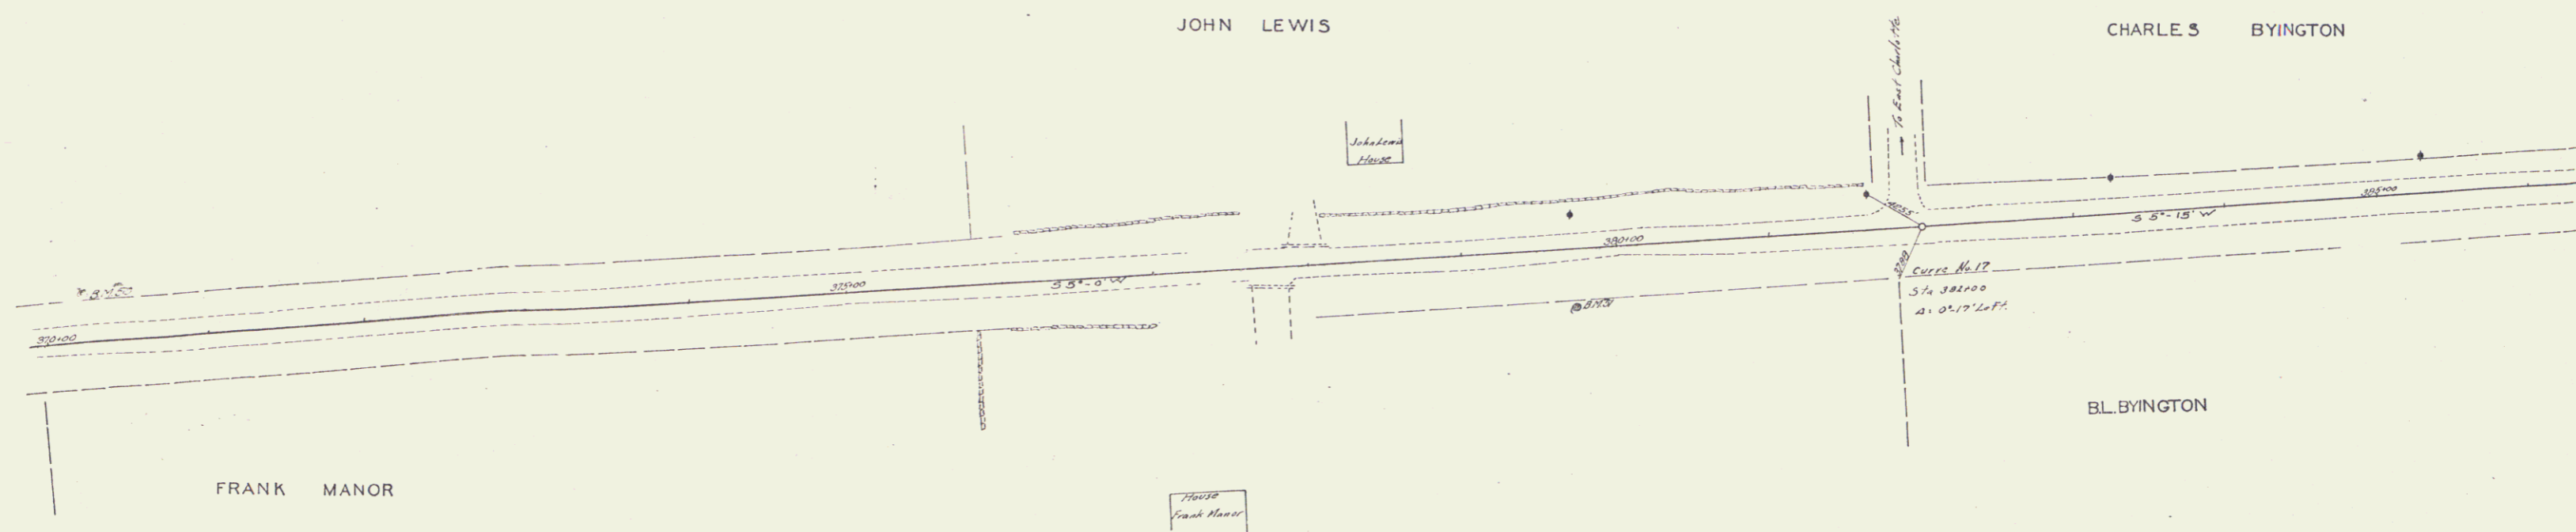 JOHN LEWIS
CHARLES BYINGTON
→ To East Charlotte
John Lewis
House
370+00
375+00
S 5°-0' W
380+00
S 5°-15' W
385+00
B.M.31
Curve No. 17
Sta 382+00
Δ: 0°-17' Left.
B.L. BYINGTON
FRANK MANOR
House
Frank Manor